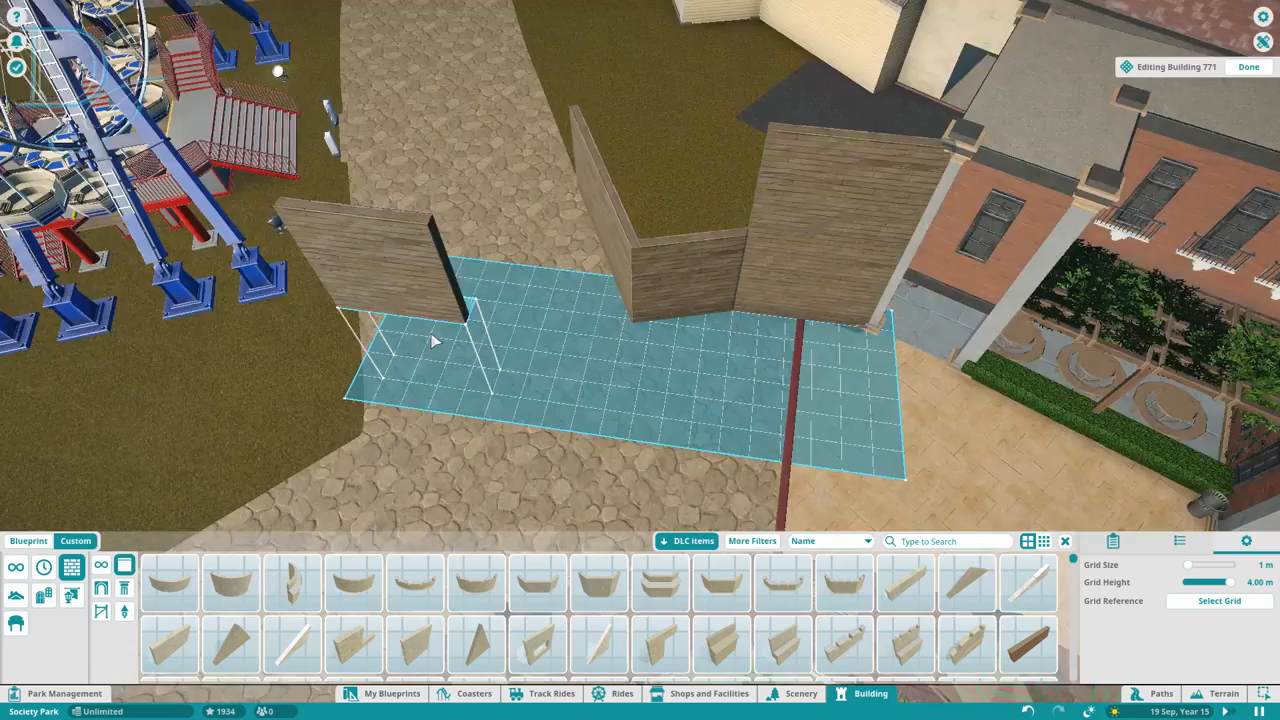 Editing Building 771 Done
Blueprint Custom DLC items More Filters Name Type to Search
Grid Size 1 m
Grid Height 4.00 m
Grid Reference Select Grid
Park Management My Blueprints Coasters Track Rides Rides Shops and Facilities Scenery Building Paths Terrain
Society Park Unlimited 1934 0 19 Sep, Year 15